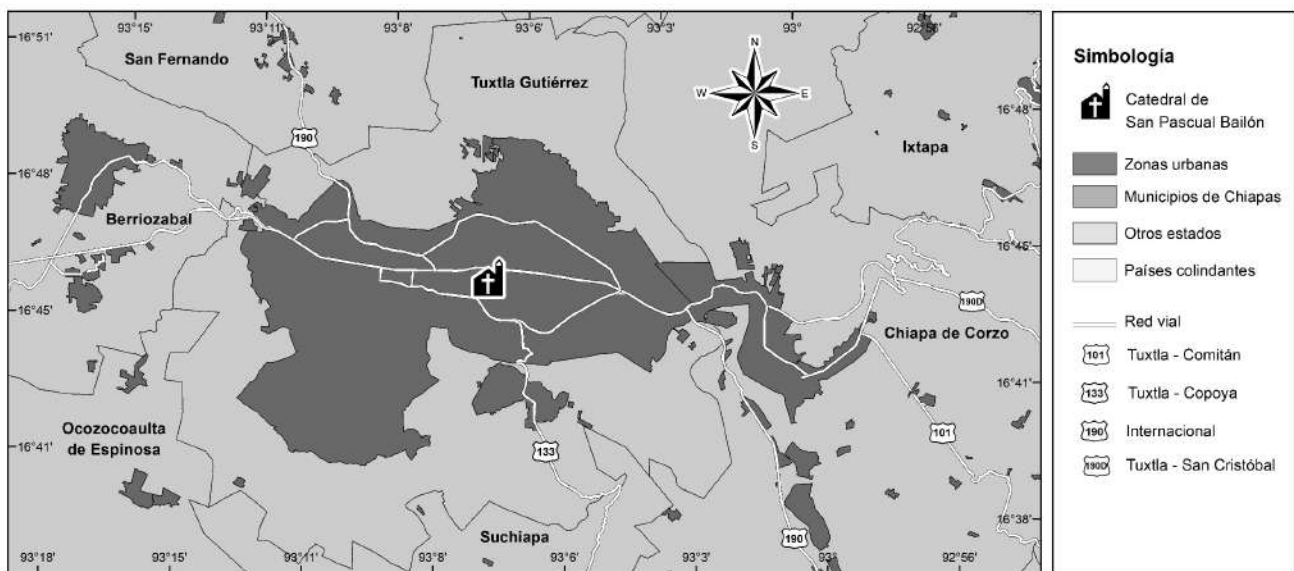 93°15' 93°11' 93°8' 93°6' 93°3' 93° 92°58'
16°51'
San Fernando
Tuxtla Gutiérrez
N
W E
S
16°48'
190
Ixtapa
16°48'
Berriozabal
16°45'
16°45'
190D
Chiapa de Corzo
16°41'
Ocozocoaulta
de Espinosa
16°41'
133
101
16°38'
Suchiapa
190
93°18' 93°15' 93°11' 93°8' 93°6' 93°3' 93° 92°56'
Simbología
Catedral de
San Pascual Bailón
Zonas urbanas
Municipios de Chiapas
Otros estados
Países colindantes
Red vial
101 Tuxtla - Comitán
133 Tuxtla - Copoya
190 Internacional
190D Tuxtla - San Cristóbal